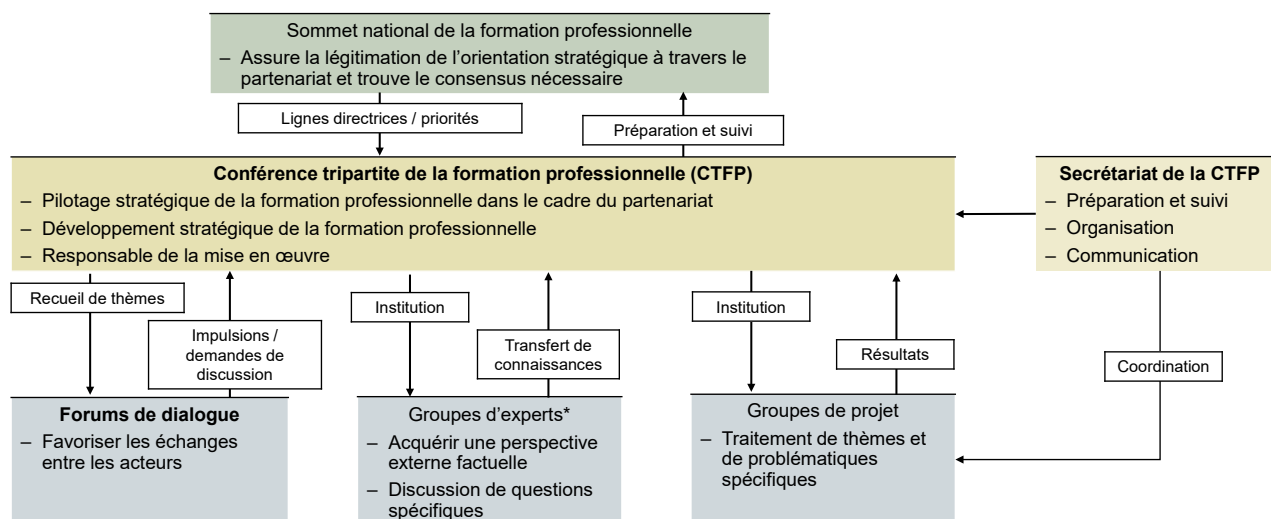 Sommet national de la formation professionnelle
– Assure la légitimation de l'orientation stratégique à travers le
partenariat et trouve le consensus nécessaire
Lignes directrices / priorités
Préparation et suivi
Conférence tripartite de la formation professionnelle (CTFP)
– Pilotage stratégique de la formation professionnelle dans le cadre du partenariat
– Développement stratégique de la formation professionnelle
– Responsable de la mise en œuvre
Secrétariat de la CTFP
– Préparation et suivi
– Organisation
– Communication
Recueil de thèmes
Impulsions /
demandes de
discussion
Institution
Transfert de
connaissances
Institution
Résultats
Coordination
Forums de dialogue
– Favoriser les échanges
entre les acteurs
Groupes d'experts*
– Acquérir une perspective
externe factuelle
– Discussion de questions
spécifiques
Groupes de projet
– Traitement de thèmes et
de problématiques
spécifiques